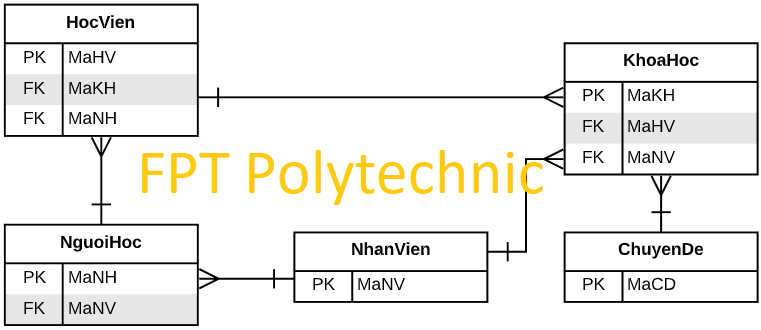 HocVien
PK MaHV
FK MaKH
FK MaNH
KhoaHoc
PK MaKH
FK MaHV
FK MaNV
FPT Polytechnic
NguoiHoc
PK MaNH
FK MaNV
NhanVien
PK MaNV
ChuyenDe
PK MaCD